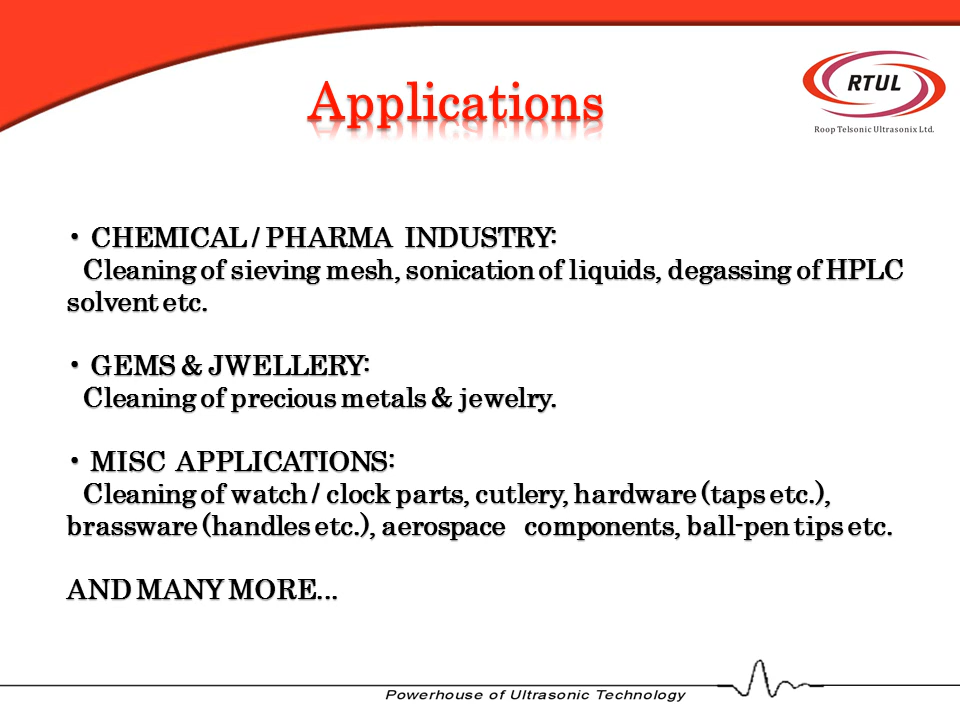 Applications
RTUL
Roop Telsonic Ultrasonix Ltd.
• CHEMICAL / PHARMA INDUSTRY:
Cleaning of sieving mesh, sonication of liquids, degassing of HPLC
solvent etc.
• GEMS & JWELLERY:
Cleaning of precious metals & jewelry.
• MISC APPLICATIONS:
Cleaning of watch / clock parts, cutlery, hardware (taps etc.),
brassware (handles etc.), aerospace components, ball-pen tips etc.
AND MANY MORE...
Powerhouse of Ultrasonic Technology